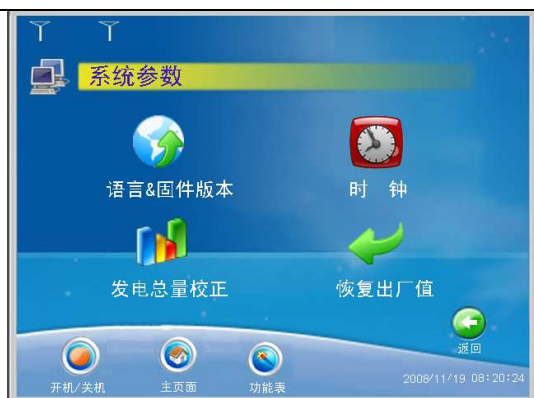 系统参数
语言&固件版本
时 钟
发电总量校正
恢复出厂值
返回
开机/关机
主页面
功能表
2008/11/19 08:20:24